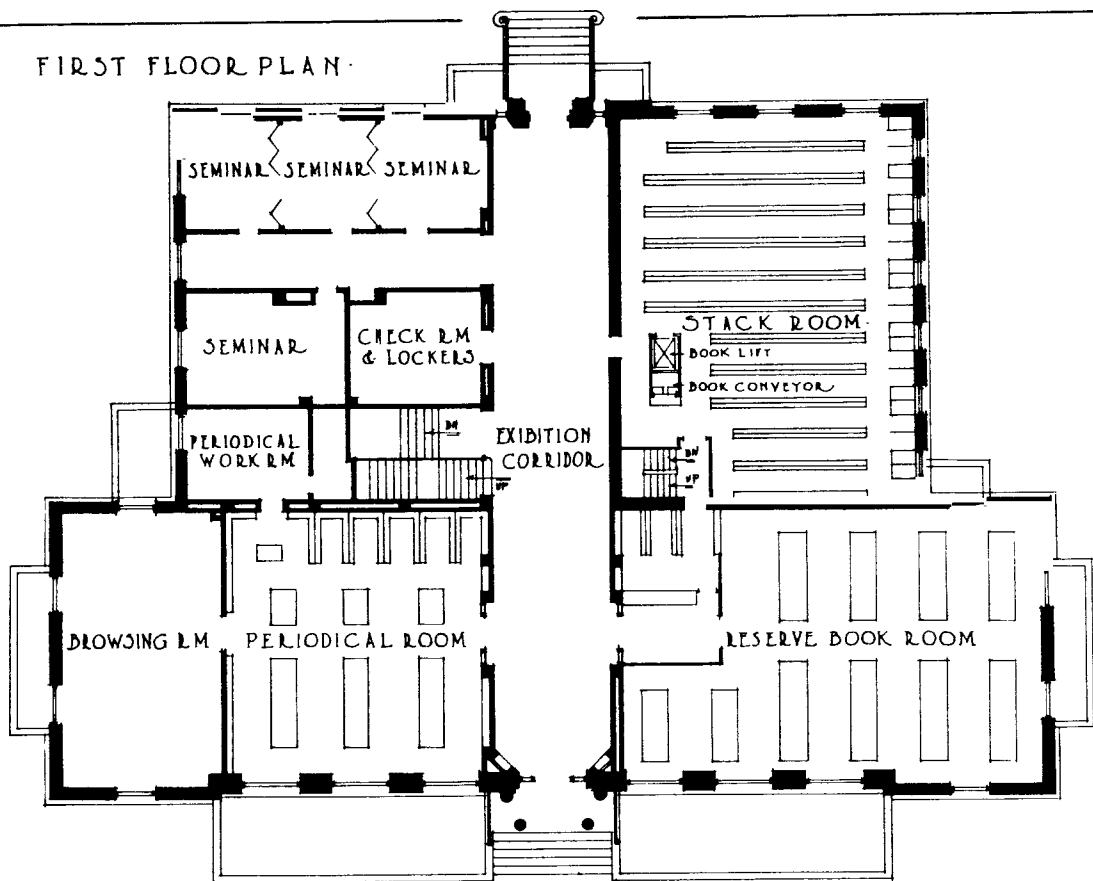 FIRST FLOOR PLAN.
SEMINAR SEMINAR SEMINAR
SEMINAR
CHECK RM
& LOCKERS
STACK ROOM
BOOK LIFT
BOOK CONVEYOR
PERIODICAL
WORK RM
DN
UP
EXIBITION
CORRIDOR
DN
UP
BROWSING RM
PERIODICAL ROOM
RESERVE BOOK ROOM